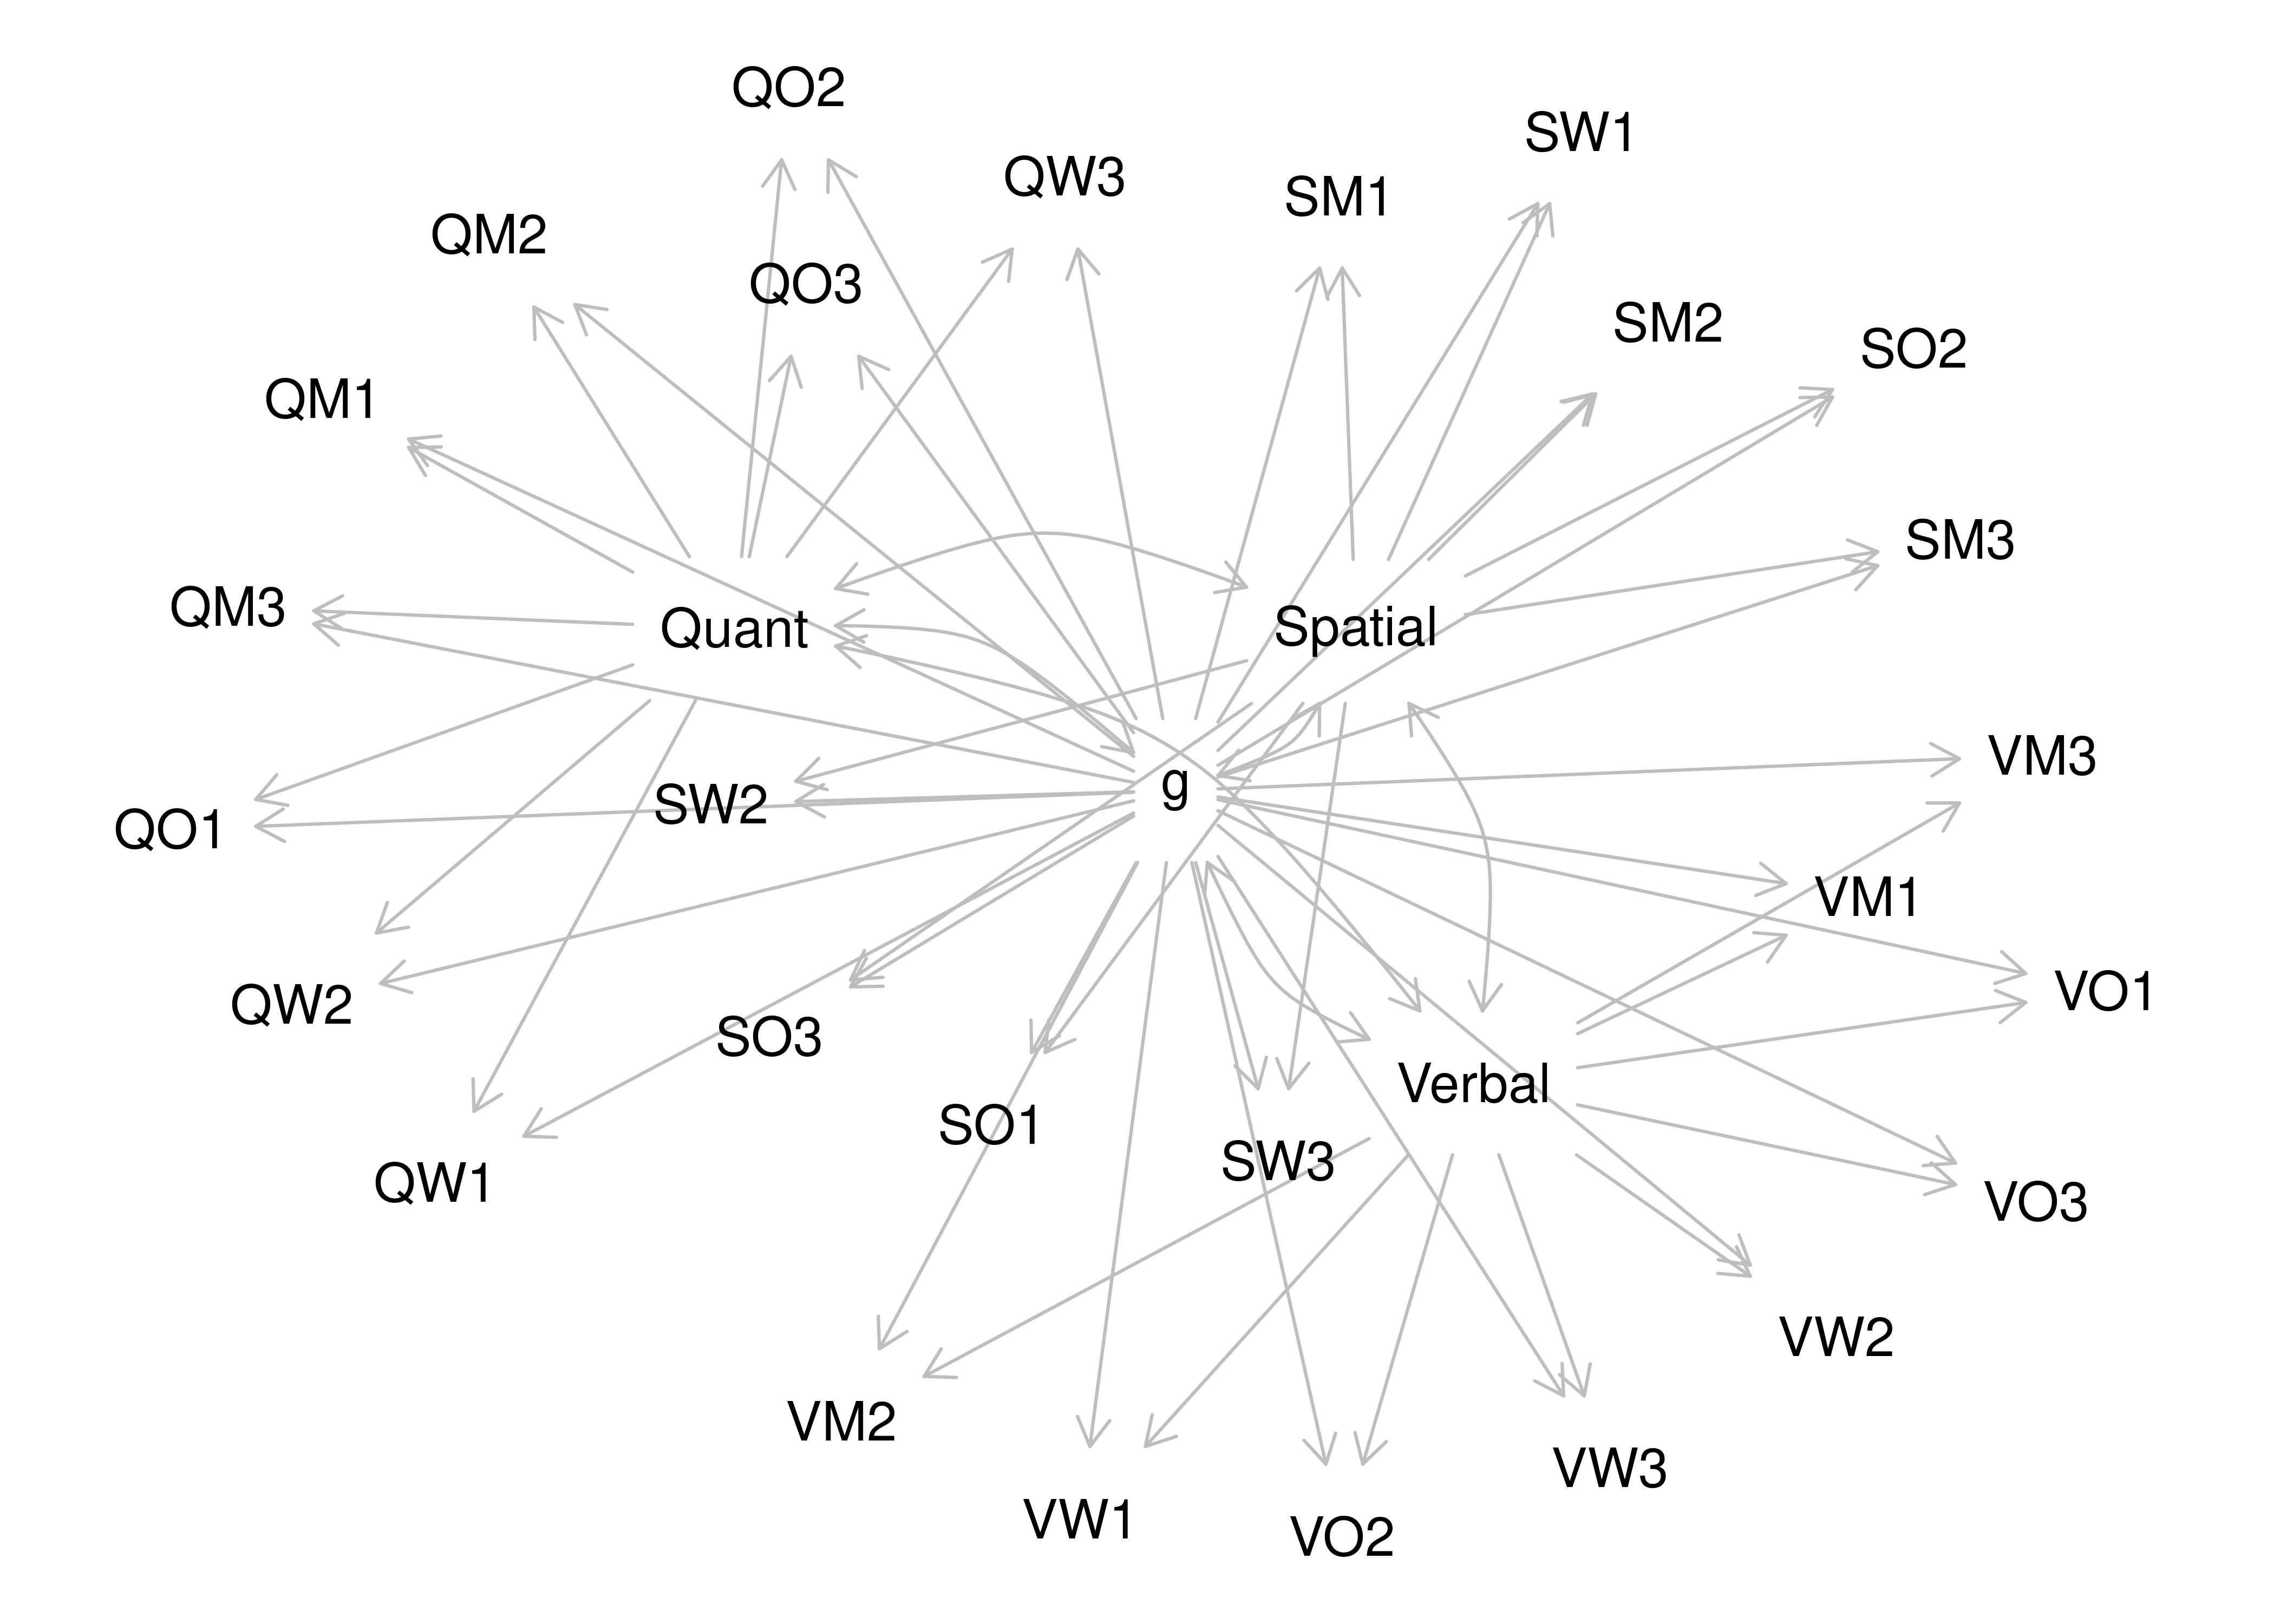 QO2
SW1
QW3
SM1
QM2
QO3
SM2
SO2
QM1
SM3
QM3
Quant
Spatial
VM3
g
SW2
QO1
VM1
VO1
QW2
SO3
Verbal
SO1
SW3
QW1
VO3
VW2
VM2
VW3
VW1
VO2